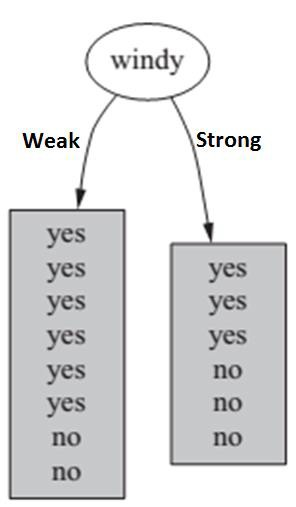 windy
Weak
Strong
yes
yes
yes
yes
yes
yes
no
no
yes
yes
yes
no
no
no